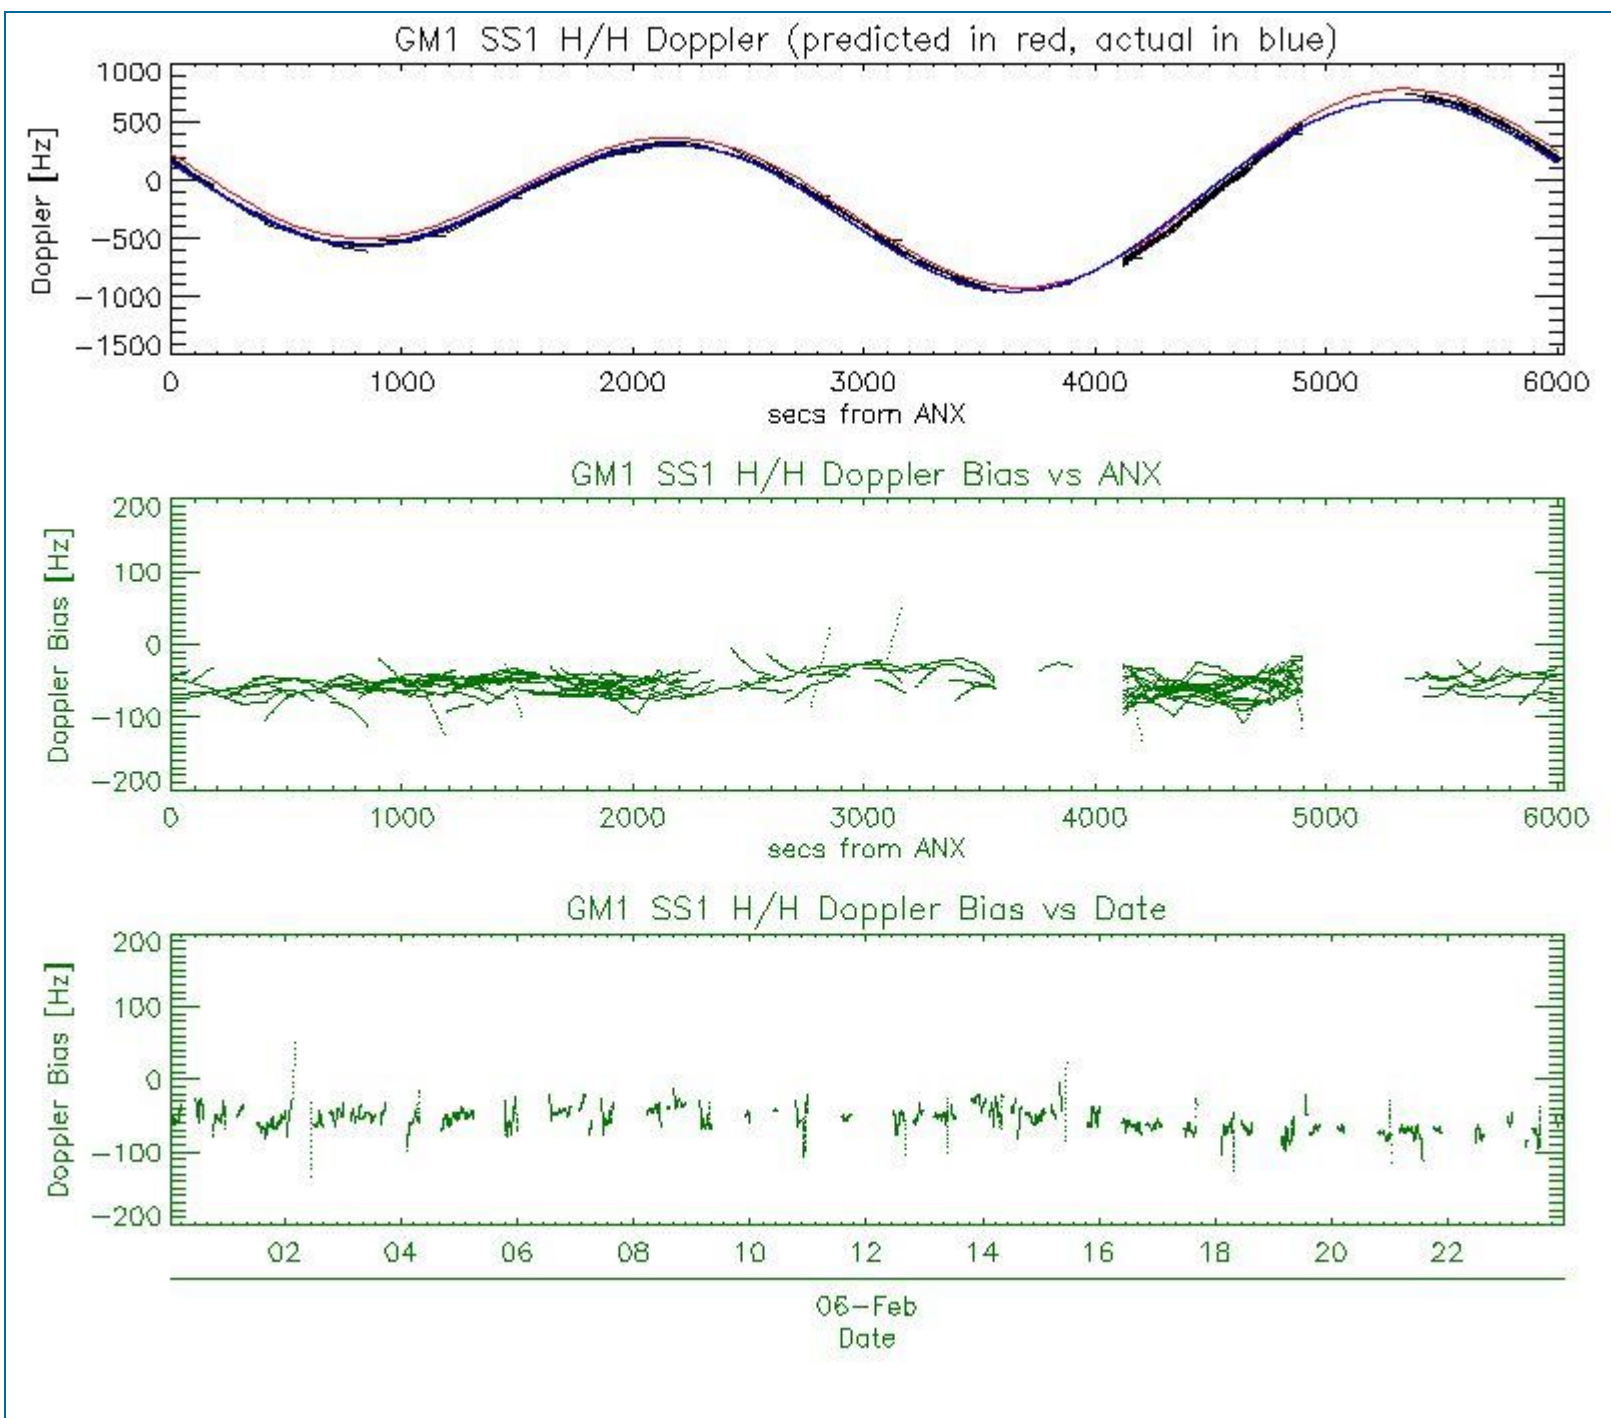 GM1 SS1 H/H Doppler (predicted in red, actual in blue)
Doppler [Hz]
1000
500
0
−500
−1000
−1500
0 1000 2000 3000 4000 5000 6000
secs from ANX
GM1 SS1 H/H Doppler Bias vs ANX
Doppler Bias [Hz]
200
100
0
−100
−200
0 1000 2000 3000 4000 5000 6000
secs from ANX
GM1 SS1 H/H Doppler Bias vs Date
Doppler Bias [Hz]
200
100
0
−100
−200
02 04 06 08 10 12 14 16 18 20 22
06−Feb
Date